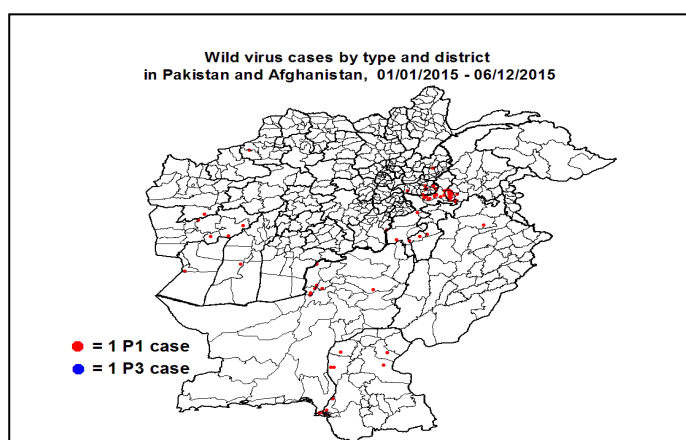 Wild virus cases by type and district
in Pakistan and Afghanistan, 01/01/2015 - 06/12/2015
= 1 P1 case
= 1 P3 case